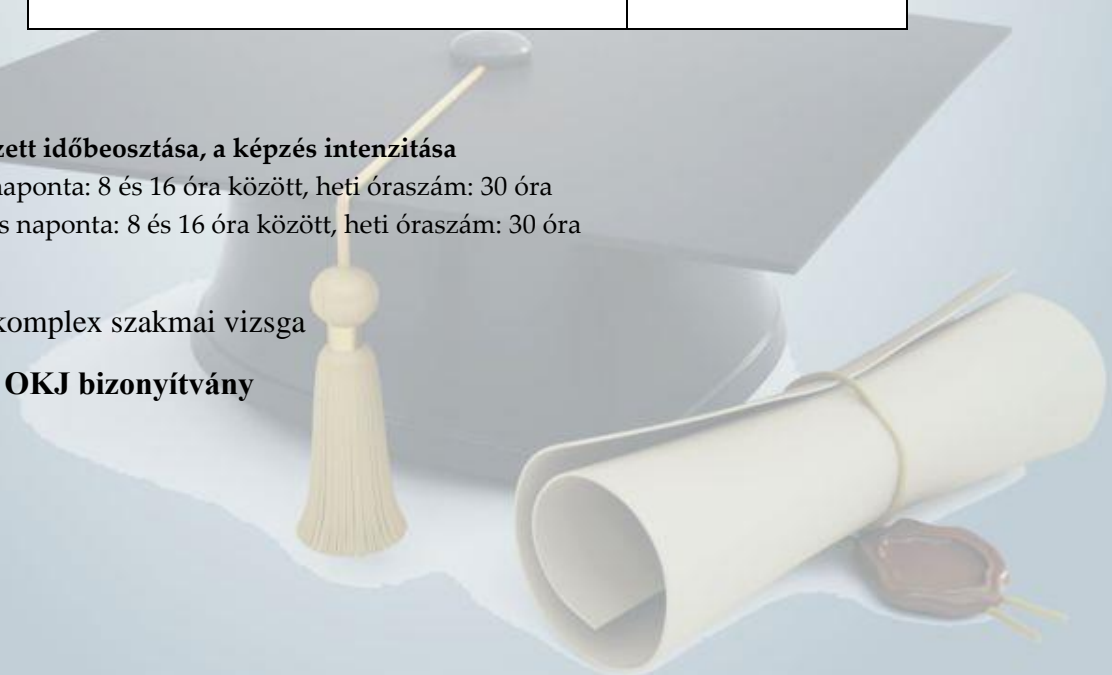 zett időbeosztása, a képzés intenzitása
naponta: 8 és 16 óra között, heti óraszám: 30 óra
s naponta: 8 és 16 óra között, heti óraszám: 30 óra
komplex szakmai vizsga
OKJ bizonyítvány